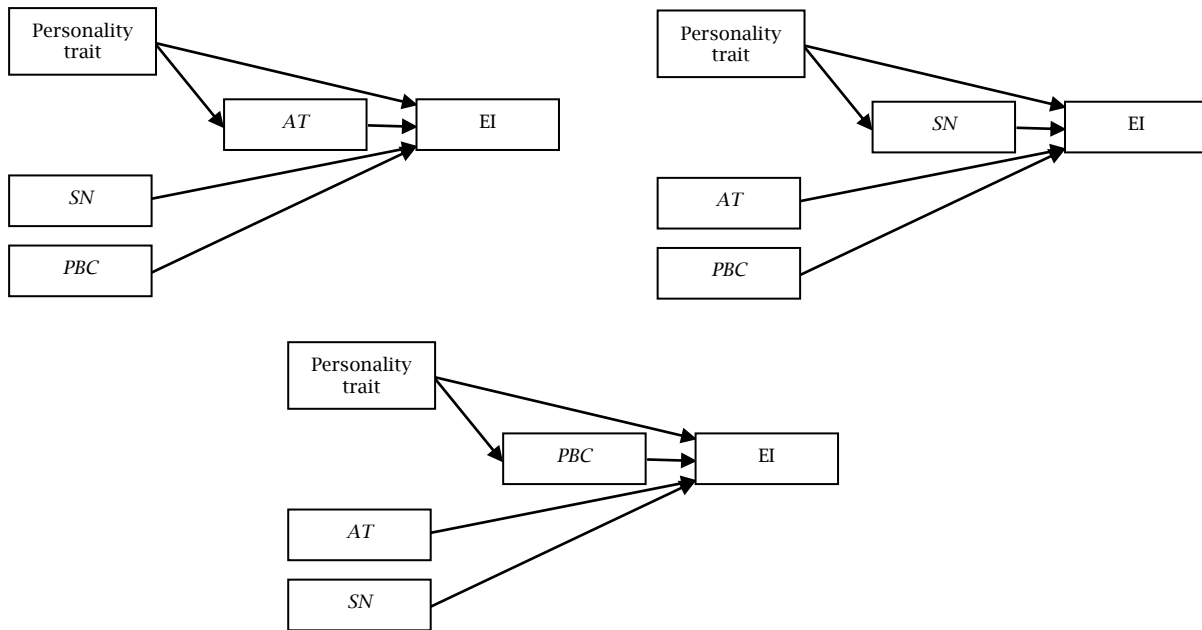 Personality
trait
AT
EI
SN
PBC
Personality
trait
SN
EI
AT
PBC
Personality
trait
PBC
EI
AT
SN